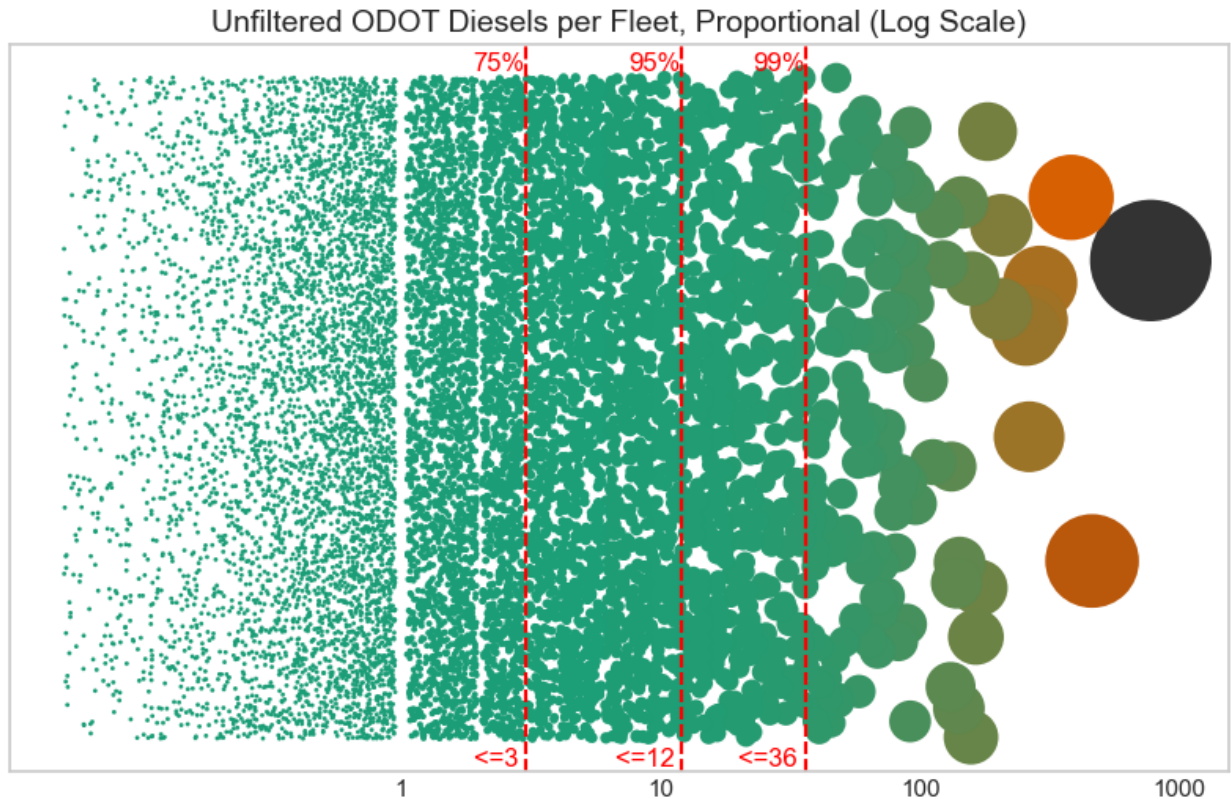 Unfiltered ODOT Diesels per Fleet, Proportional (Log Scale)
75% 95% 99%
<=3 <=12 <=36
1 10 100 1000